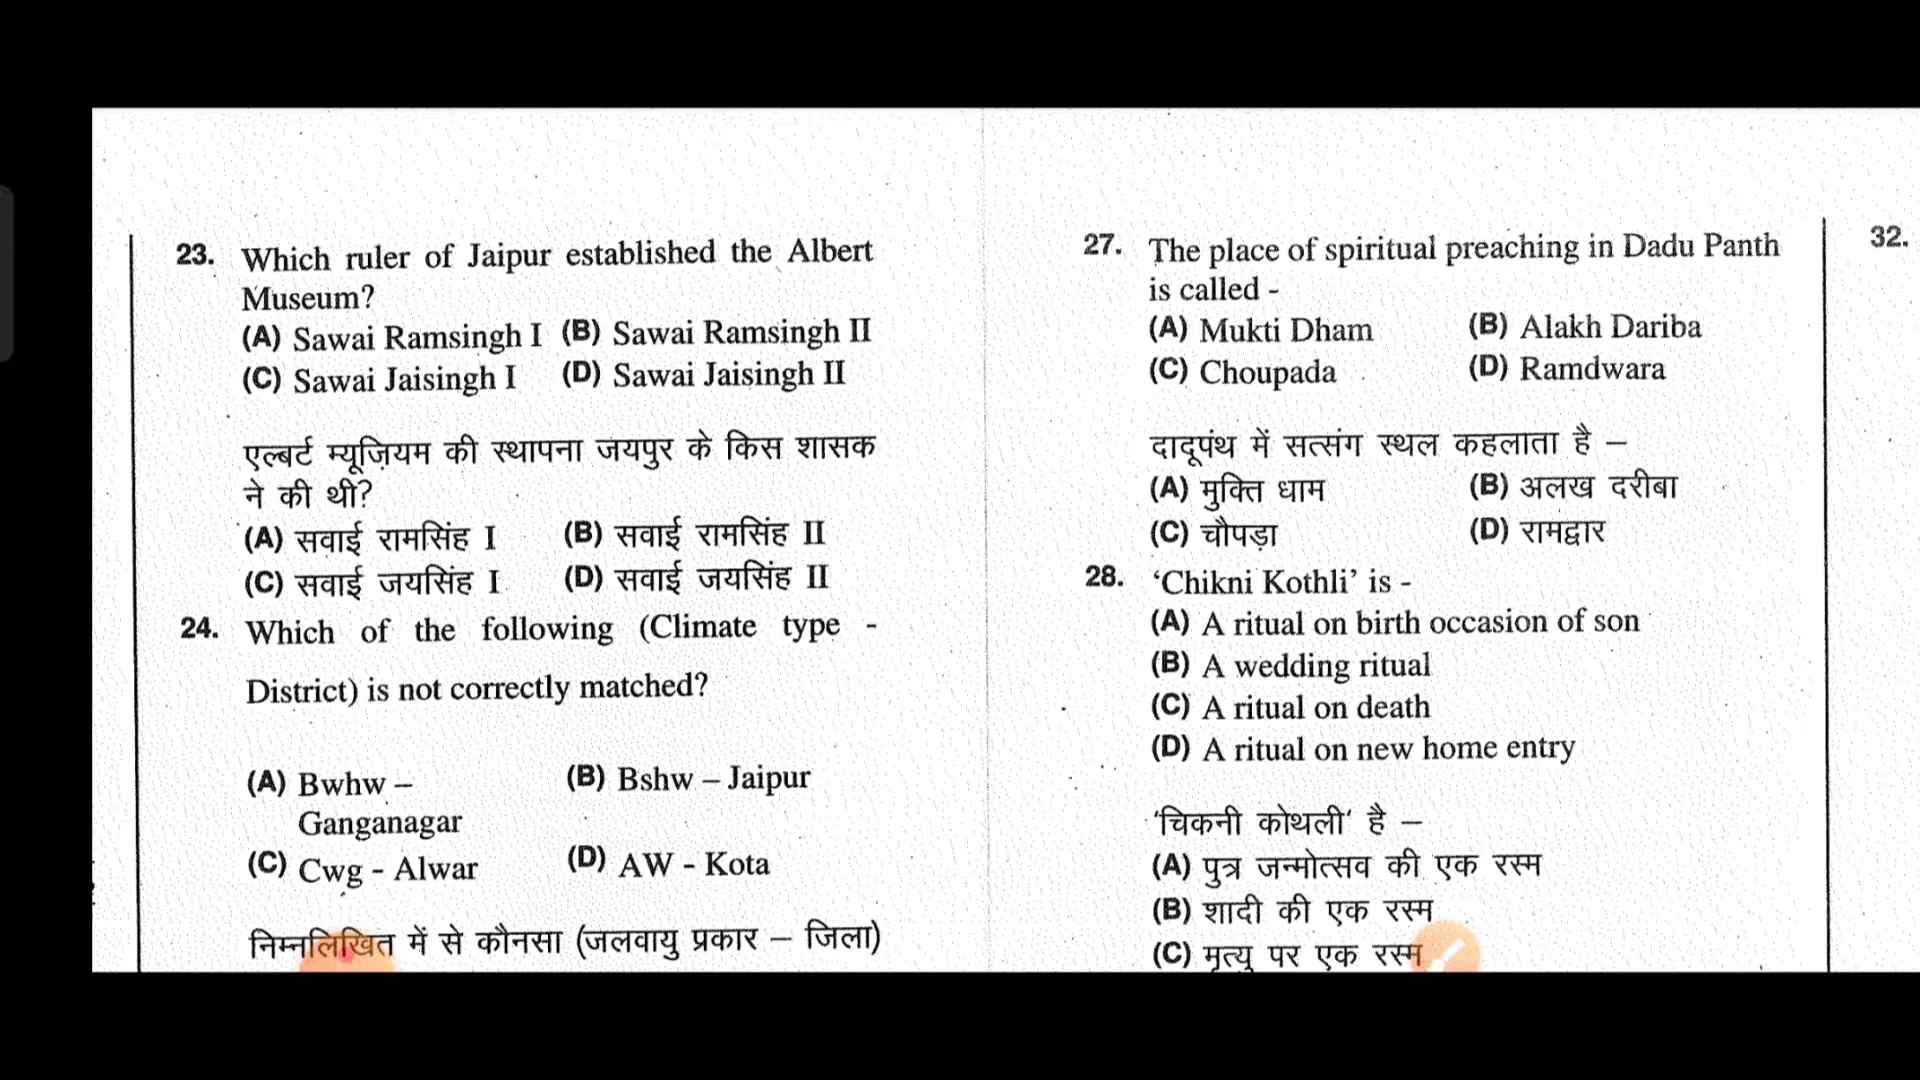 23. Which ruler of Jaipur established the Albert
Museum?
(A) Sawai Ramsingh I (B) Sawai Ramsingh II
(C) Sawai Jaisingh I (D) Sawai Jaisingh II
एल्बर्ट म्यूज़ियम की स्थापना जयपुर के किस शासक
ने की थी?
(A) सवाई रामसिंह I (B) सवाई रामसिंह II
(C) सवाई जयसिंह I (D) सवाई जयसिंह II
24. Which of the following (Climate type -
District) is not correctly matched?
(A) Bwhw – (B) Bshw – Jaipur
Ganganagar
(C) Cwg - Alwar (D) AW - Kota
निम्नलिखित में से कौनसा (जलवायु प्रकार – जिला)
27. The place of spiritual preaching in Dadu Panth
is called -
(A) Mukti Dham (B) Alakh Dariba
(C) Choupada (D) Ramdwara
दादूपंथ में सत्संग स्थल कहलाता है –
(A) मुक्ति धाम (B) अलख दरीबा
(C) चौपड़ा (D) रामद्वार
28. ‘Chikni Kothli’ is -
(A) A ritual on birth occasion of son
(B) A wedding ritual
(C) A ritual on death
(D) A ritual on new home entry
‘चिकनी कोथली’ है –
(A) पुत्र जन्मोत्सव की एक रस्म
(B) शादी की एक रस्म
(C) मृत्यु पर एक रस्म
32.